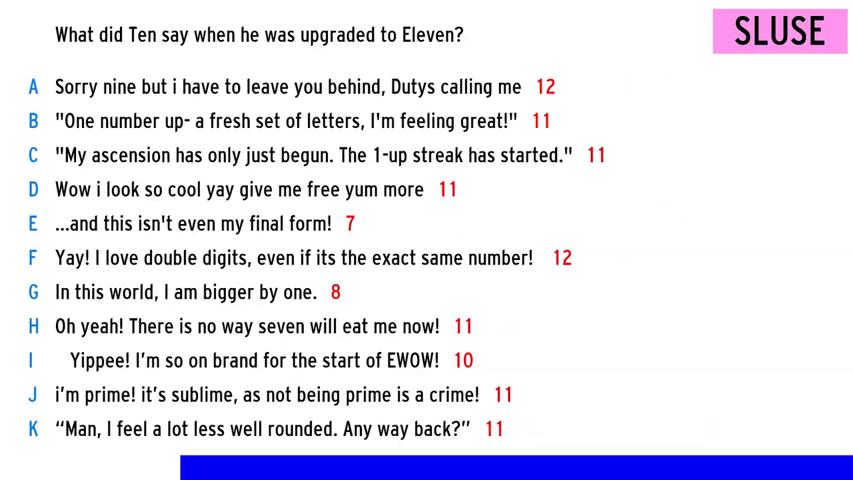 What did Ten say when he was upgraded to Eleven?
SLUSE
A Sorry nine but i have to leave you behind, Dutys calling me 12
B "One number up- a fresh set of letters, I'm feeling great!" 11
C "My ascension has only just begun. The 1-up streak has started." 11
D Wow i look so cool yay give me free yum more 11
E ...and this isn't even my final form! 7
F Yay! I love double digits, even if its the exact same number! 12
G In this world, I am bigger by one. 8
H Oh yeah! There is no way seven will eat me now! 11
I Yippee! I’m so on brand for the start of EWOW! 10
J i’m prime! it’s sublime, as not being prime is a crime! 11
K “Man, I feel a lot less well rounded. Any way back?” 11